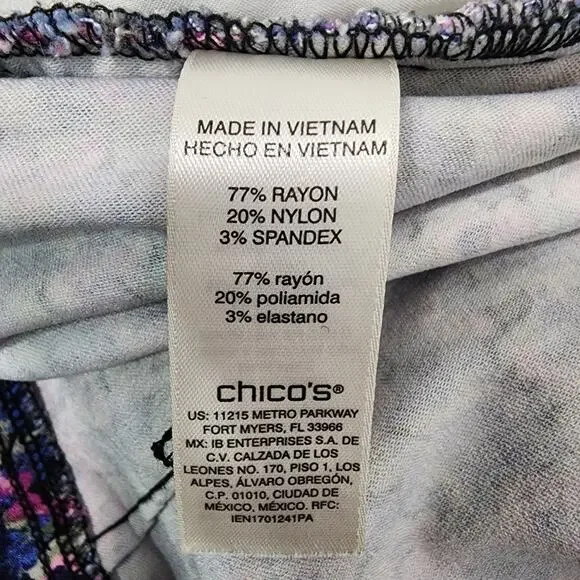 MADE IN VIETNAM
HECHO EN VIETNAM
77% RAYON
20% NYLON
3% SPANDEX
77% rayón
20% poliamida
3% elastano
chico's®
US: 11215 METRO PARKWAY
FORT MYERS, FL 33966
MX: IB ENTERPRISES S.A. DE
C.V. CALZADA DE LOS
LEONES NO. 170, PISO 1, LOS
ALPES, ÁLVARO OBREGÓN,
C.P. 01010, CIUDAD DE
MÉXICO, MÉXICO. RFC:
IEN1701241PA